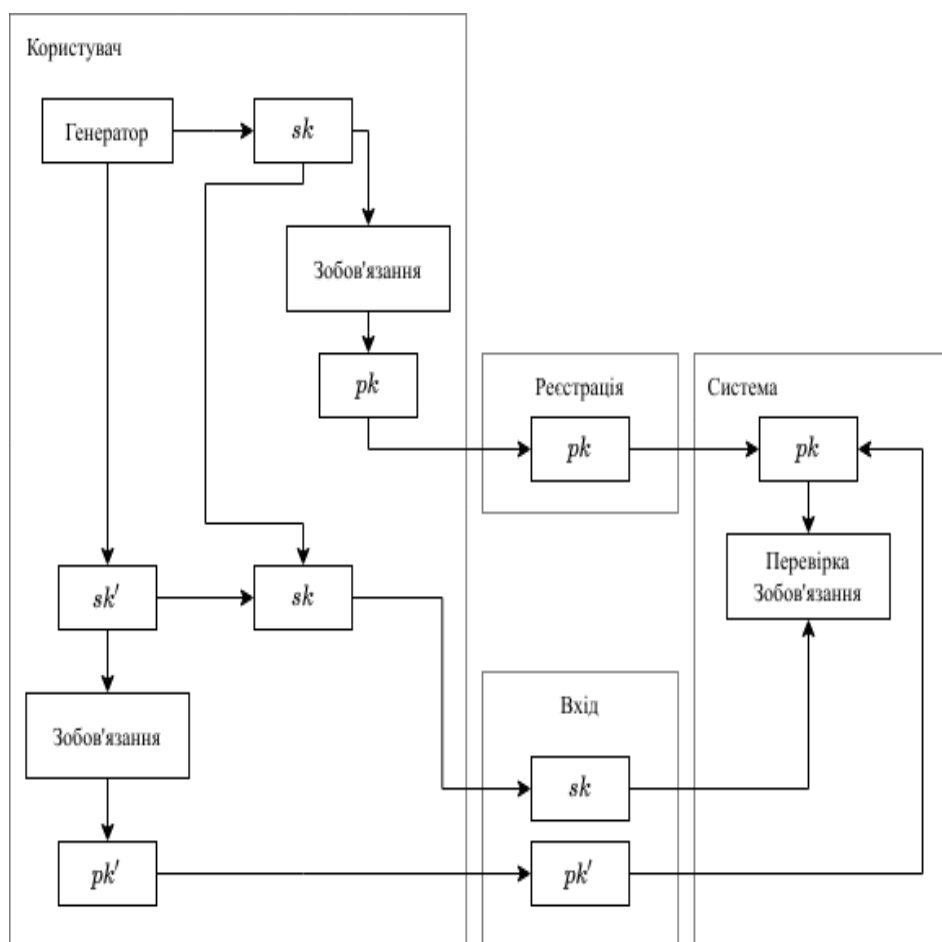 Користувач
Генератор
sk
Зобов'язання
pk
Реєстрація
pk
Система
pk
Перевірка
Зобов'язання
sk'
sk
Зобов'язання
Вхід
sk
pk'
pk'